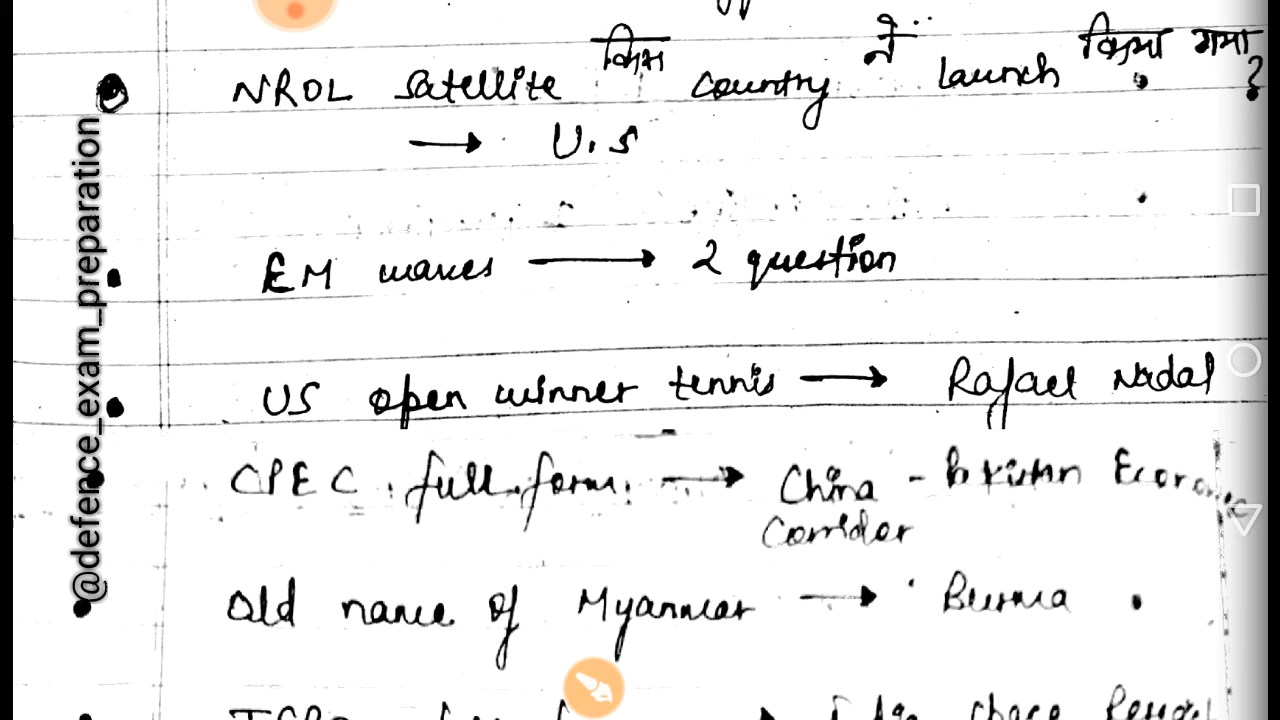 NROL satellite किस country ने launch किया गया ?
→ U.S
EM waves → 2 question
US open winner tennis → Rafael Nadal
CPEC full form → China - Pakistan Economic
Corridor
Old name of Myanmar → Burma
@defence_exam_preparation